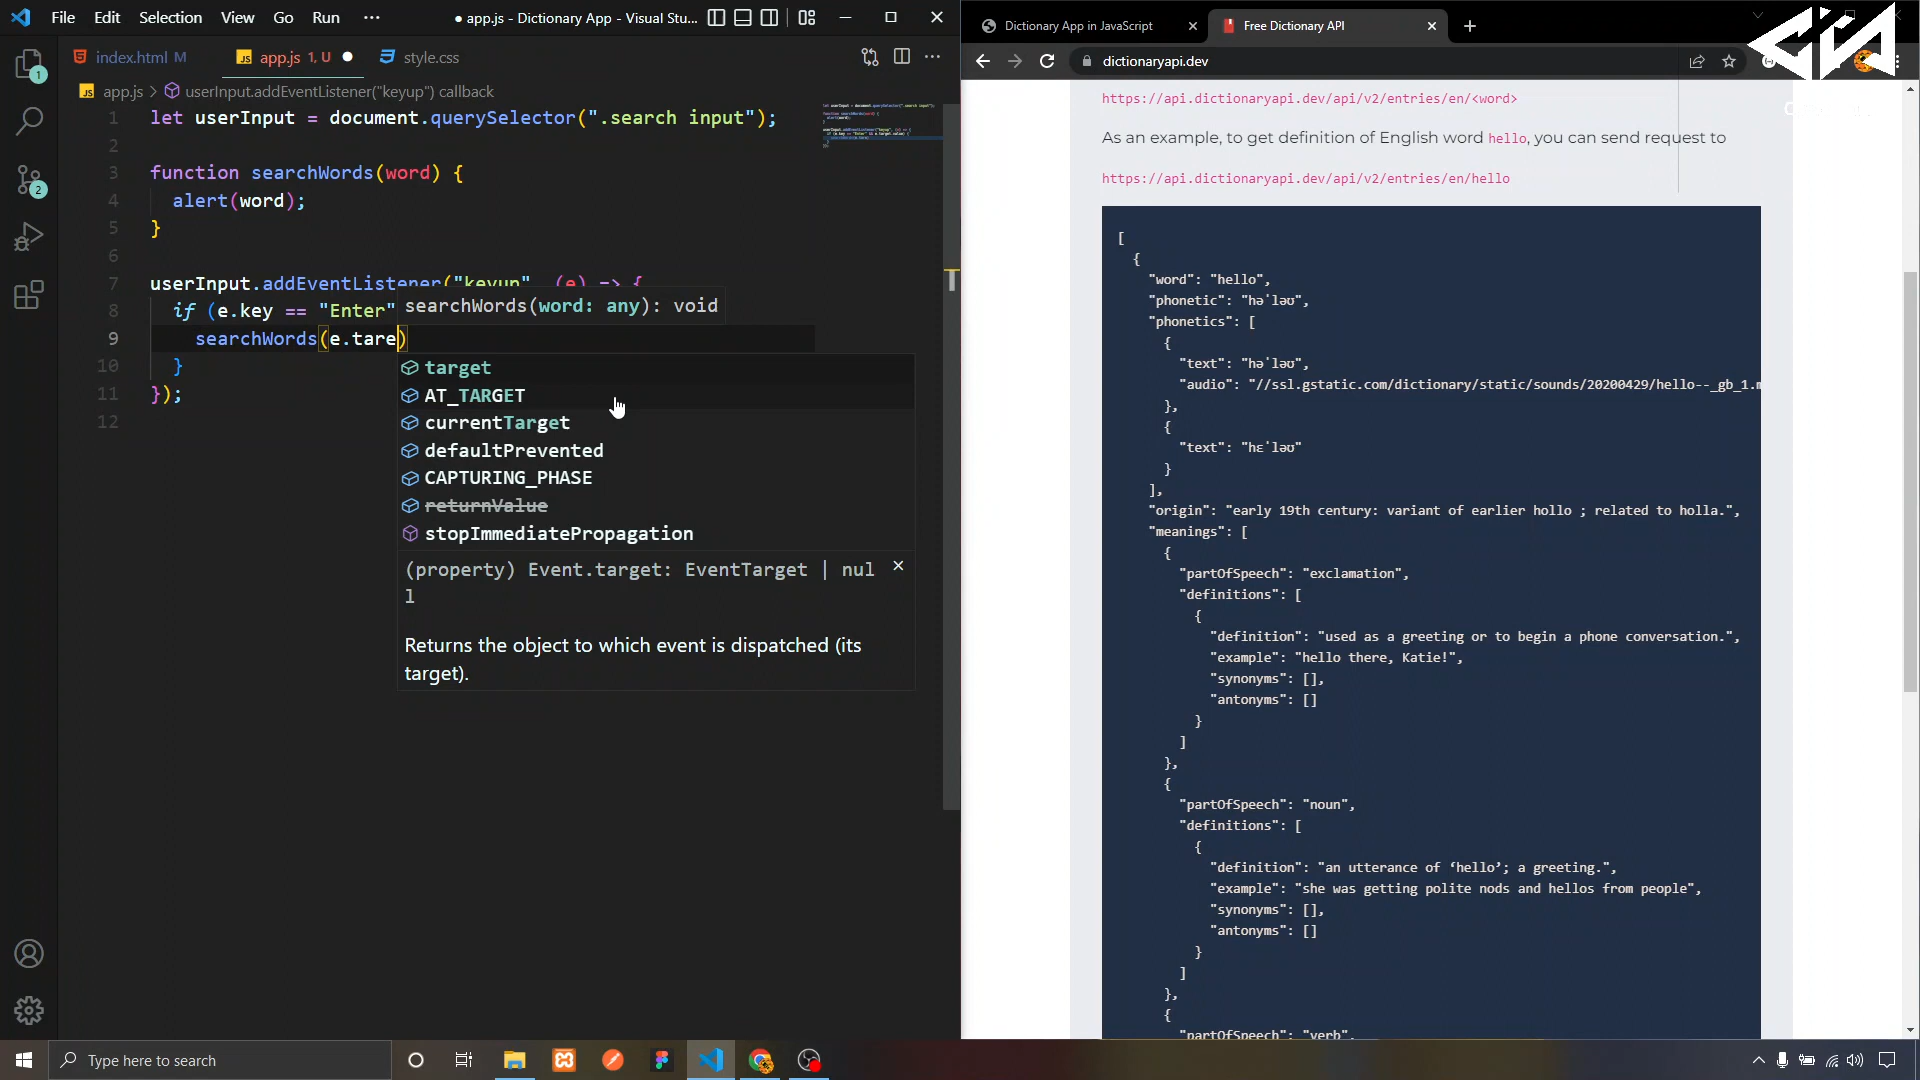 File Edit Selection View Go Run ⋯
● app.js - Dictionary App - Visual Stu...
index.html M
app.js 1, U ●
style.css
app.js > userInput.addEventListener("keyup") callback
1 let userInput = document.querySelector(".search input");
2
3 function searchWords(word) {
4 alert(word);
5 }
6
7 userInput.addEventListener("keyup", (e) => {
8 if (e.key == "Enter"
searchWords(word: any): void
9 searchWords(e.tare)
10 }
11 });
12
target
AT_TARGET
currentTarget
defaultPrevented
CAPTURING_PHASE
returnValue
stopImmediatePropagation
(property) Event.target: EventTarget | nul
l
Returns the object to which event is dispatched (its
target).
1
2
Type here to search
Dictionary App in JavaScript
Free Dictionary API
dictionaryapi.dev
https://api.dictionaryapi.dev/api/v2/entries/en/<word>
As an example, to get definition of English word hello, you can send request to
https://api.dictionaryapi.dev/api/v2/entries/en/hello
[
{
"word": "hello",
"phonetic": "həˈləʊ",
"phonetics": [
{
"text": "həˈləʊ",
"audio": "//ssl.gstatic.com/dictionary/static/sounds/20200429/hello--_gb_1.m
},
{
"text": "hɛˈləʊ"
}
],
"origin": "early 19th century: variant of earlier hollo ; related to holla.",
"meanings": [
{
"partOfSpeech": "exclamation",
"definitions": [
{
"definition": "used as a greeting or to begin a phone conversation.",
"example": "hello there, Katie!",
"synonyms": [],
"antonyms": []
}
]
},
{
"partOfSpeech": "noun",
"definitions": [
{
"definition": "an utterance of ‘hello’; a greeting.",
"example": "she was getting polite nods and hellos from people",
"synonyms": [],
"antonyms": []
}
]
},
{
"partOfSpeech": "verb",